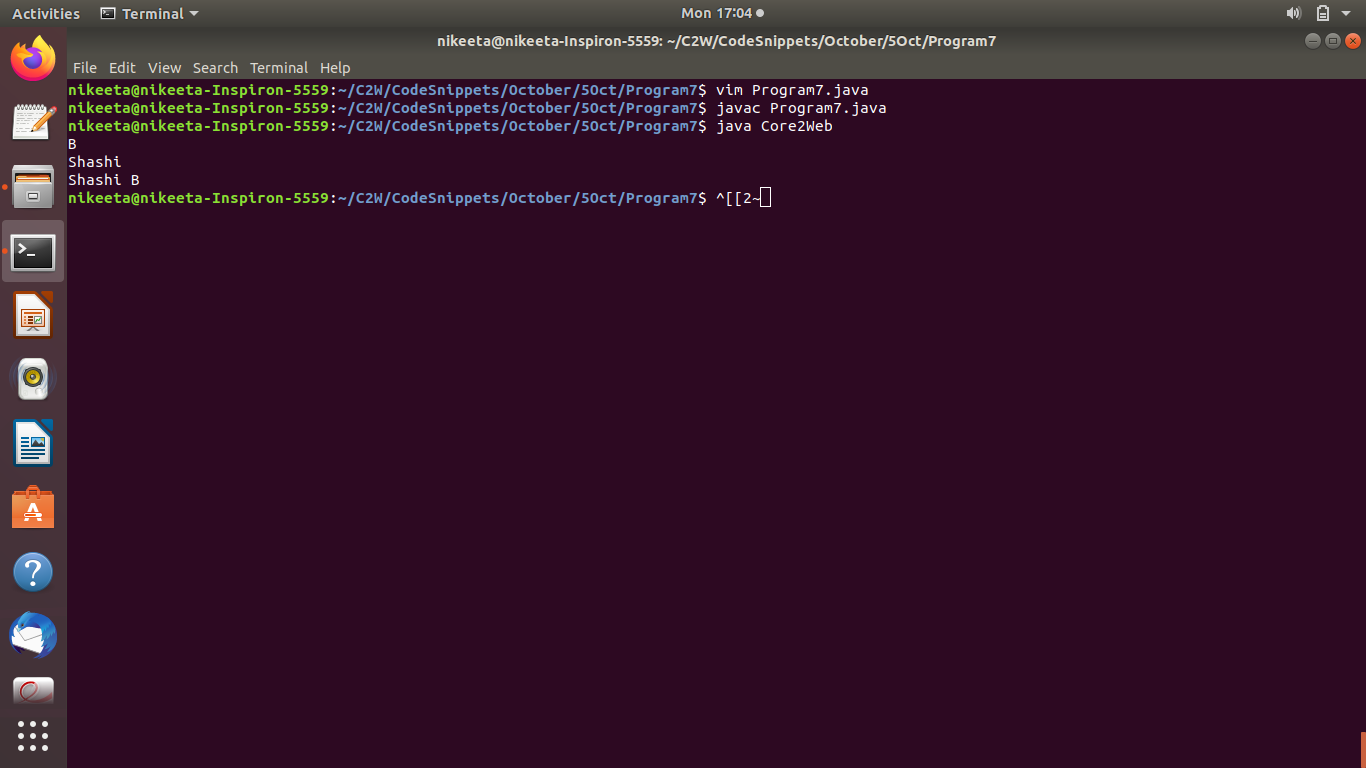 Activities Terminal Mon 17:04
nikeeta@nikeeta-Inspiron-5559: ~/C2W/CodeSnippets/October/5Oct/Program7
File Edit View Search Terminal Help
nikeeta@nikeeta-Inspiron-5559:~/C2W/CodeSnippets/October/5Oct/Program7$ vim Program7.java
nikeeta@nikeeta-Inspiron-5559:~/C2W/CodeSnippets/October/5Oct/Program7$ javac Program7.java
nikeeta@nikeeta-Inspiron-5559:~/C2W/CodeSnippets/October/5Oct/Program7$ java Core2Web
B
Shashi
Shashi B
nikeeta@nikeeta-Inspiron-5559:~/C2W/CodeSnippets/October/5Oct/Program7$ ^[[2~